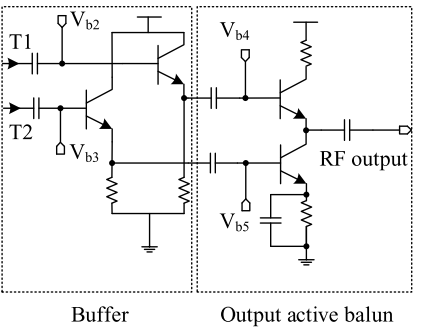 V_b2
T1
V_b4
T2
V_b3
RF output
V_b5
Buffer
Output active balun